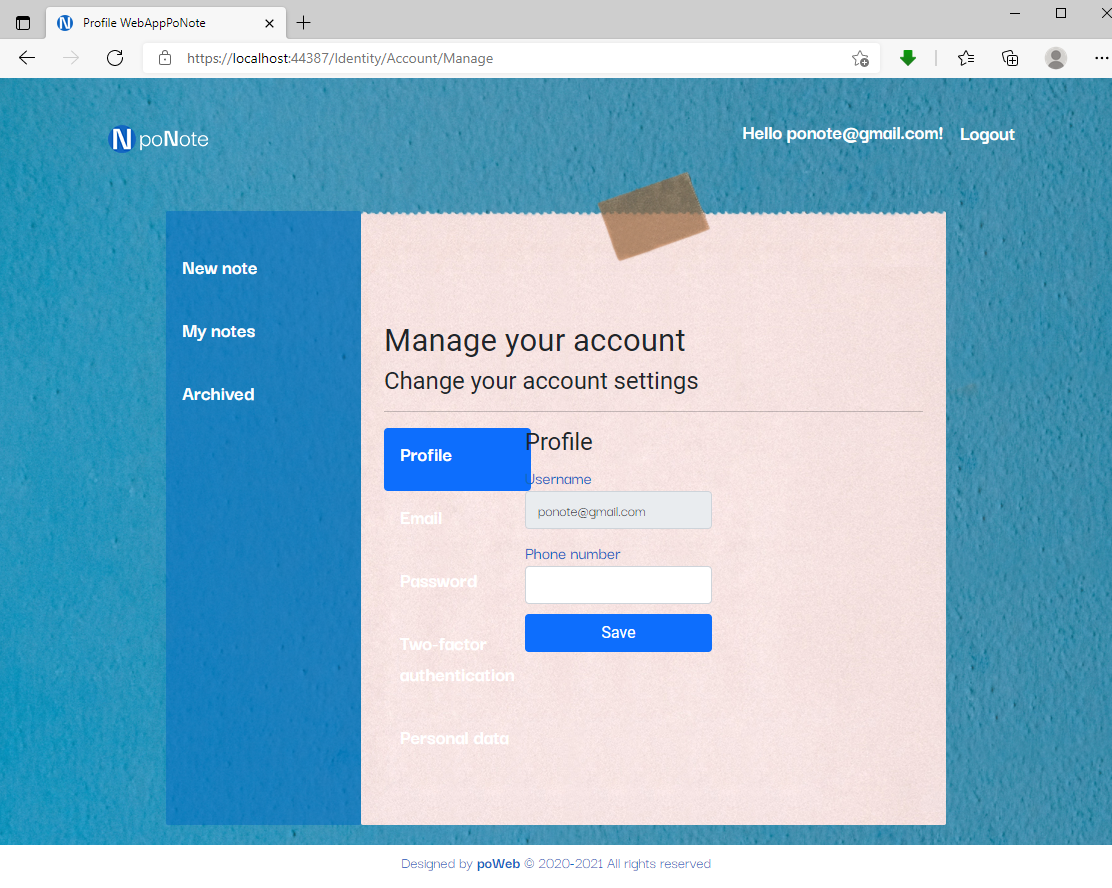 Profile WebAppPoNote
https://localhost:44387/Identity/Account/Manage
N poNote
Hello ponote@gmail.com!
Logout
New note
My notes
Archived
Manage your account
Change your account settings
Profile
Email
Password
Two-factor
authentication
Personal data
Profile
Username
ponote@gmail.com
Phone number
Save
Designed by poWeb © 2020-2021 All rights reserved